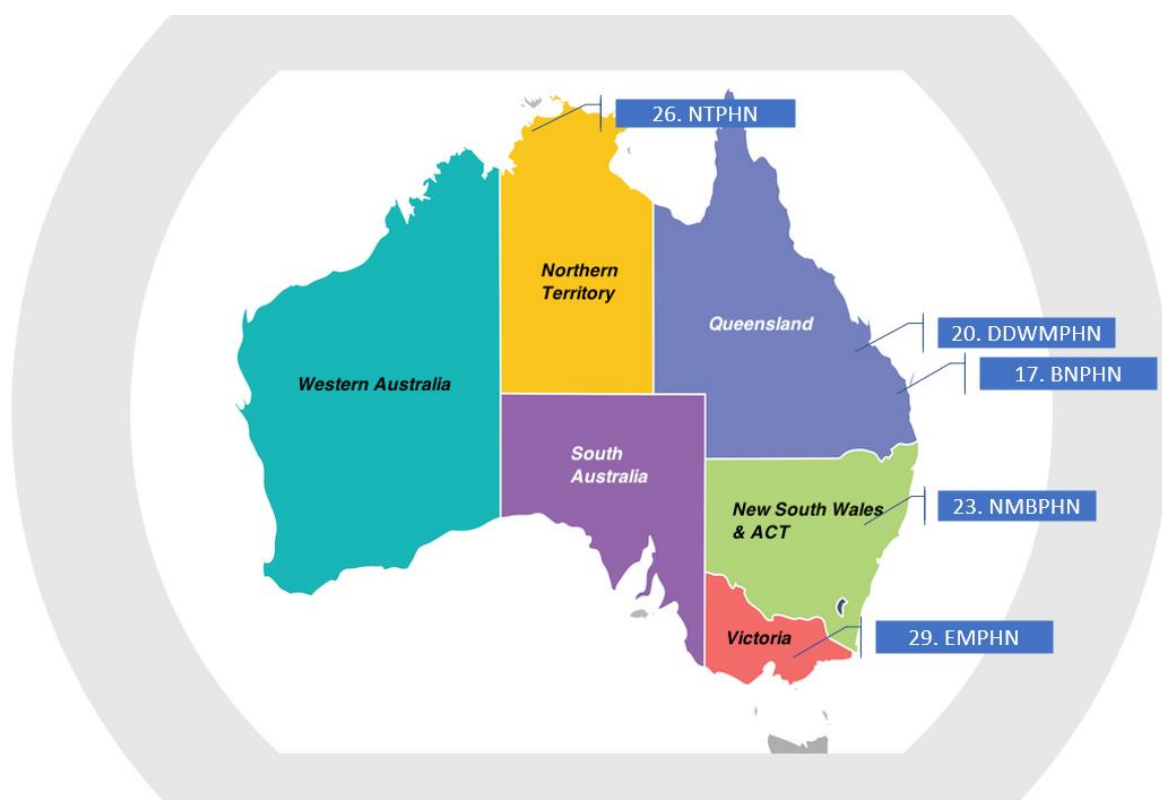 26. NTPHN
Northern
Territory
Queensland
20. DDWMPHN
17. BNPHN
Western Australia
South
Australia
New South Wales
& ACT
23. NMBPHN
Victoria
29. EMPHN